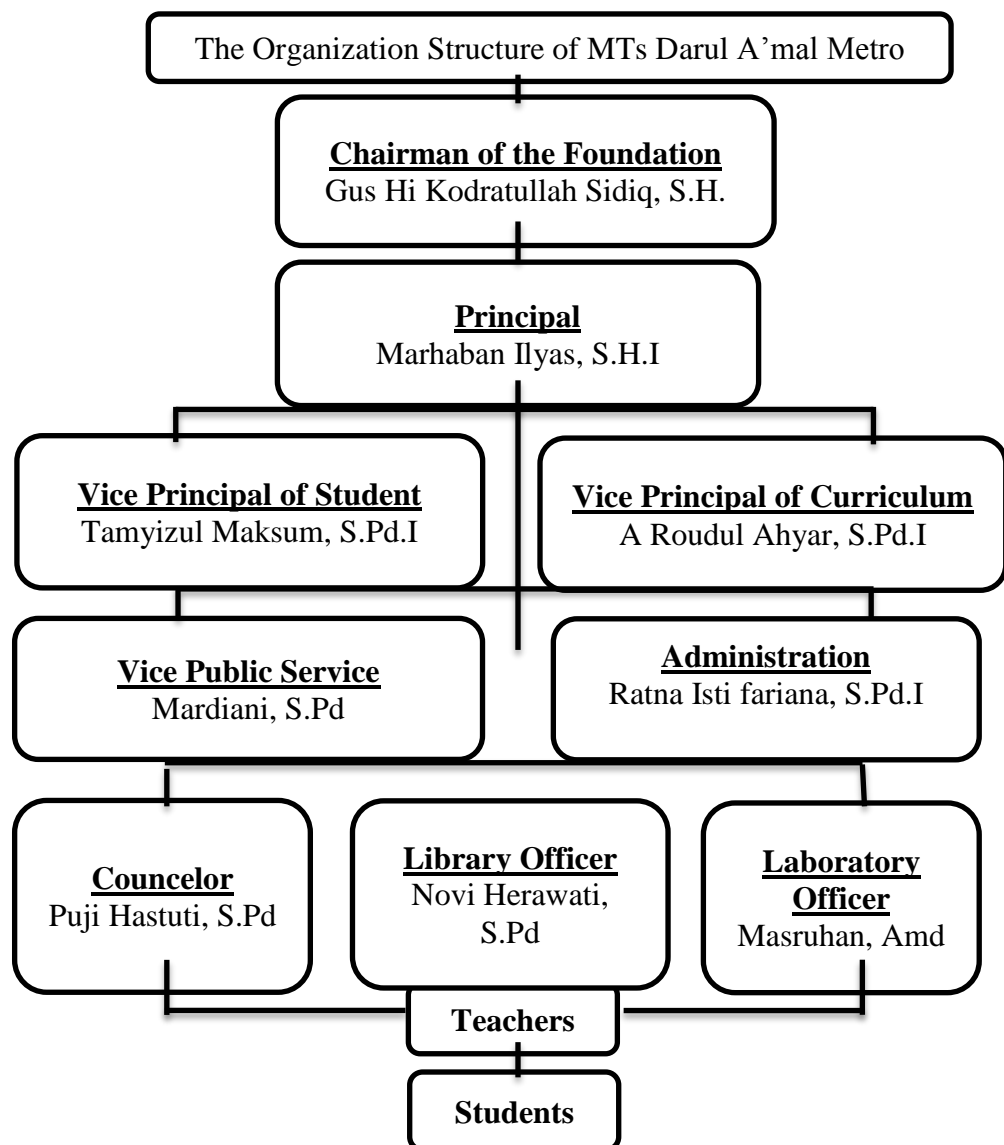 The Organization Structure of MTs Darul A’mal Metro
Chairman of the Foundation
Gus Hi Kodratullah Sidiq, S.H.
Principal
Marhaban Ilyas, S.H.I
Vice Principal of Student
Tamyizul Maksum, S.Pd.I
Vice Principal of Curriculum
A Roudul Ahyar, S.Pd.I
Vice Public Service
Mardiani, S.Pd
Administration
Ratna Isti fariana, S.Pd.I
Councelor
Puji Hastuti, S.Pd
Library Officer
Novi Herawati,
S.Pd
Laboratory
Officer
Masruhan, Amd
Teachers
Students